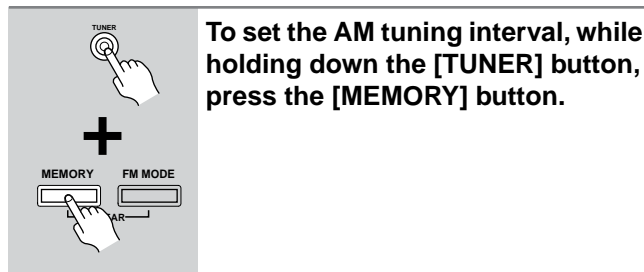 TUNER
MEMORY FM MODE
To set the AM tuning interval, while
holding down the [TUNER] button,
press the [MEMORY] button.